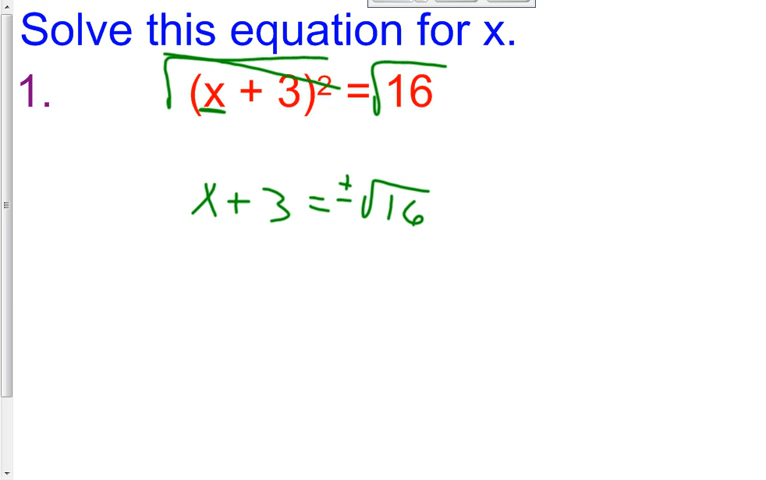 Solve this equation for x.
1. √(x + 3)² = √16
x + 3 = ±√16